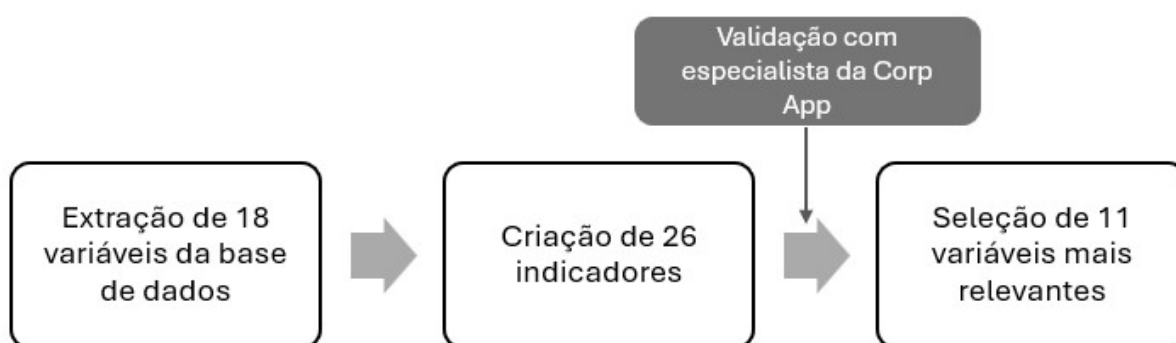 Validação com
especialista da Corp
App
Extração de 18
variáveis da base
de dados
Criação de 26
indicadores
Seleção de 11
variáveis mais
relevantes